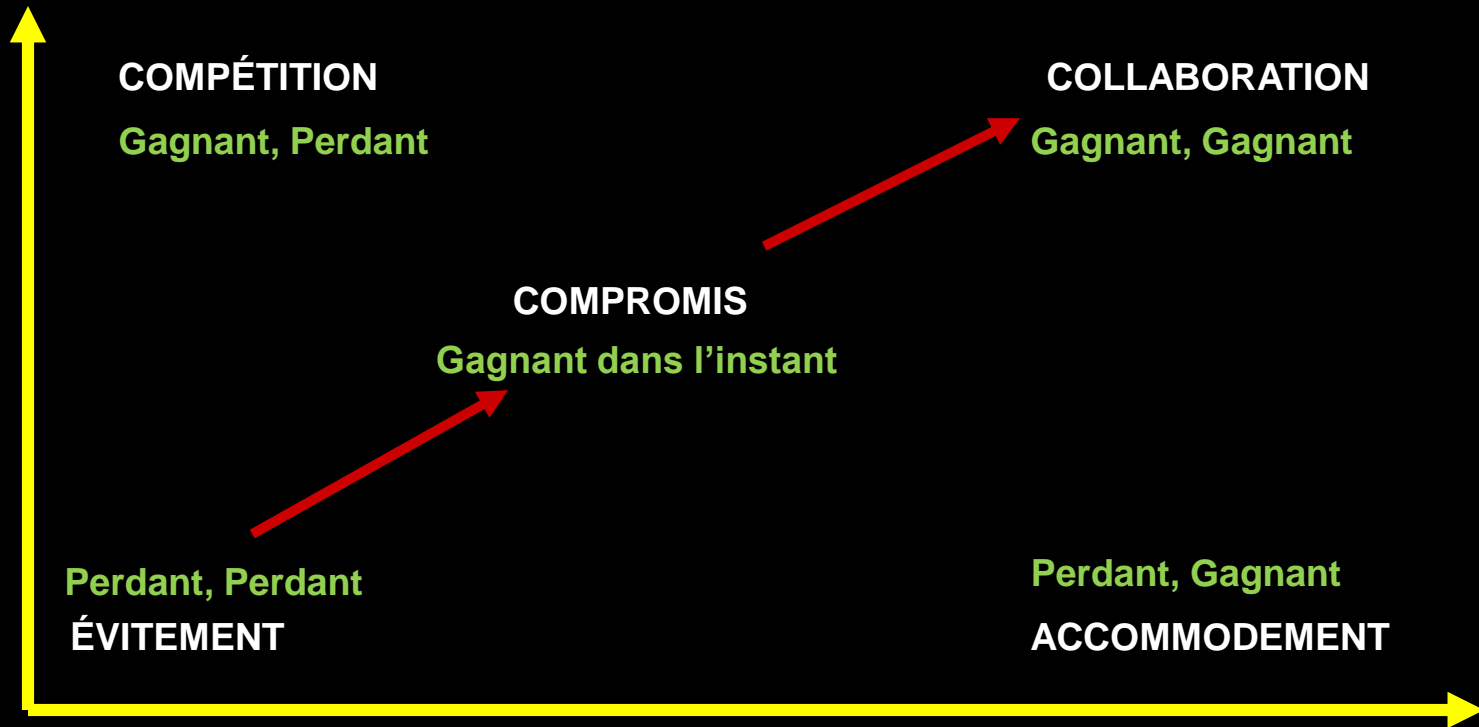 COMPÉTITION
Gagnant, Perdant
COLLABORATION
Gagnant, Gagnant
COMPROMIS
Gagnant dans l’instant
Perdant, Perdant
ÉVITEMENT
Perdant, Gagnant
ACCOMMODEMENT